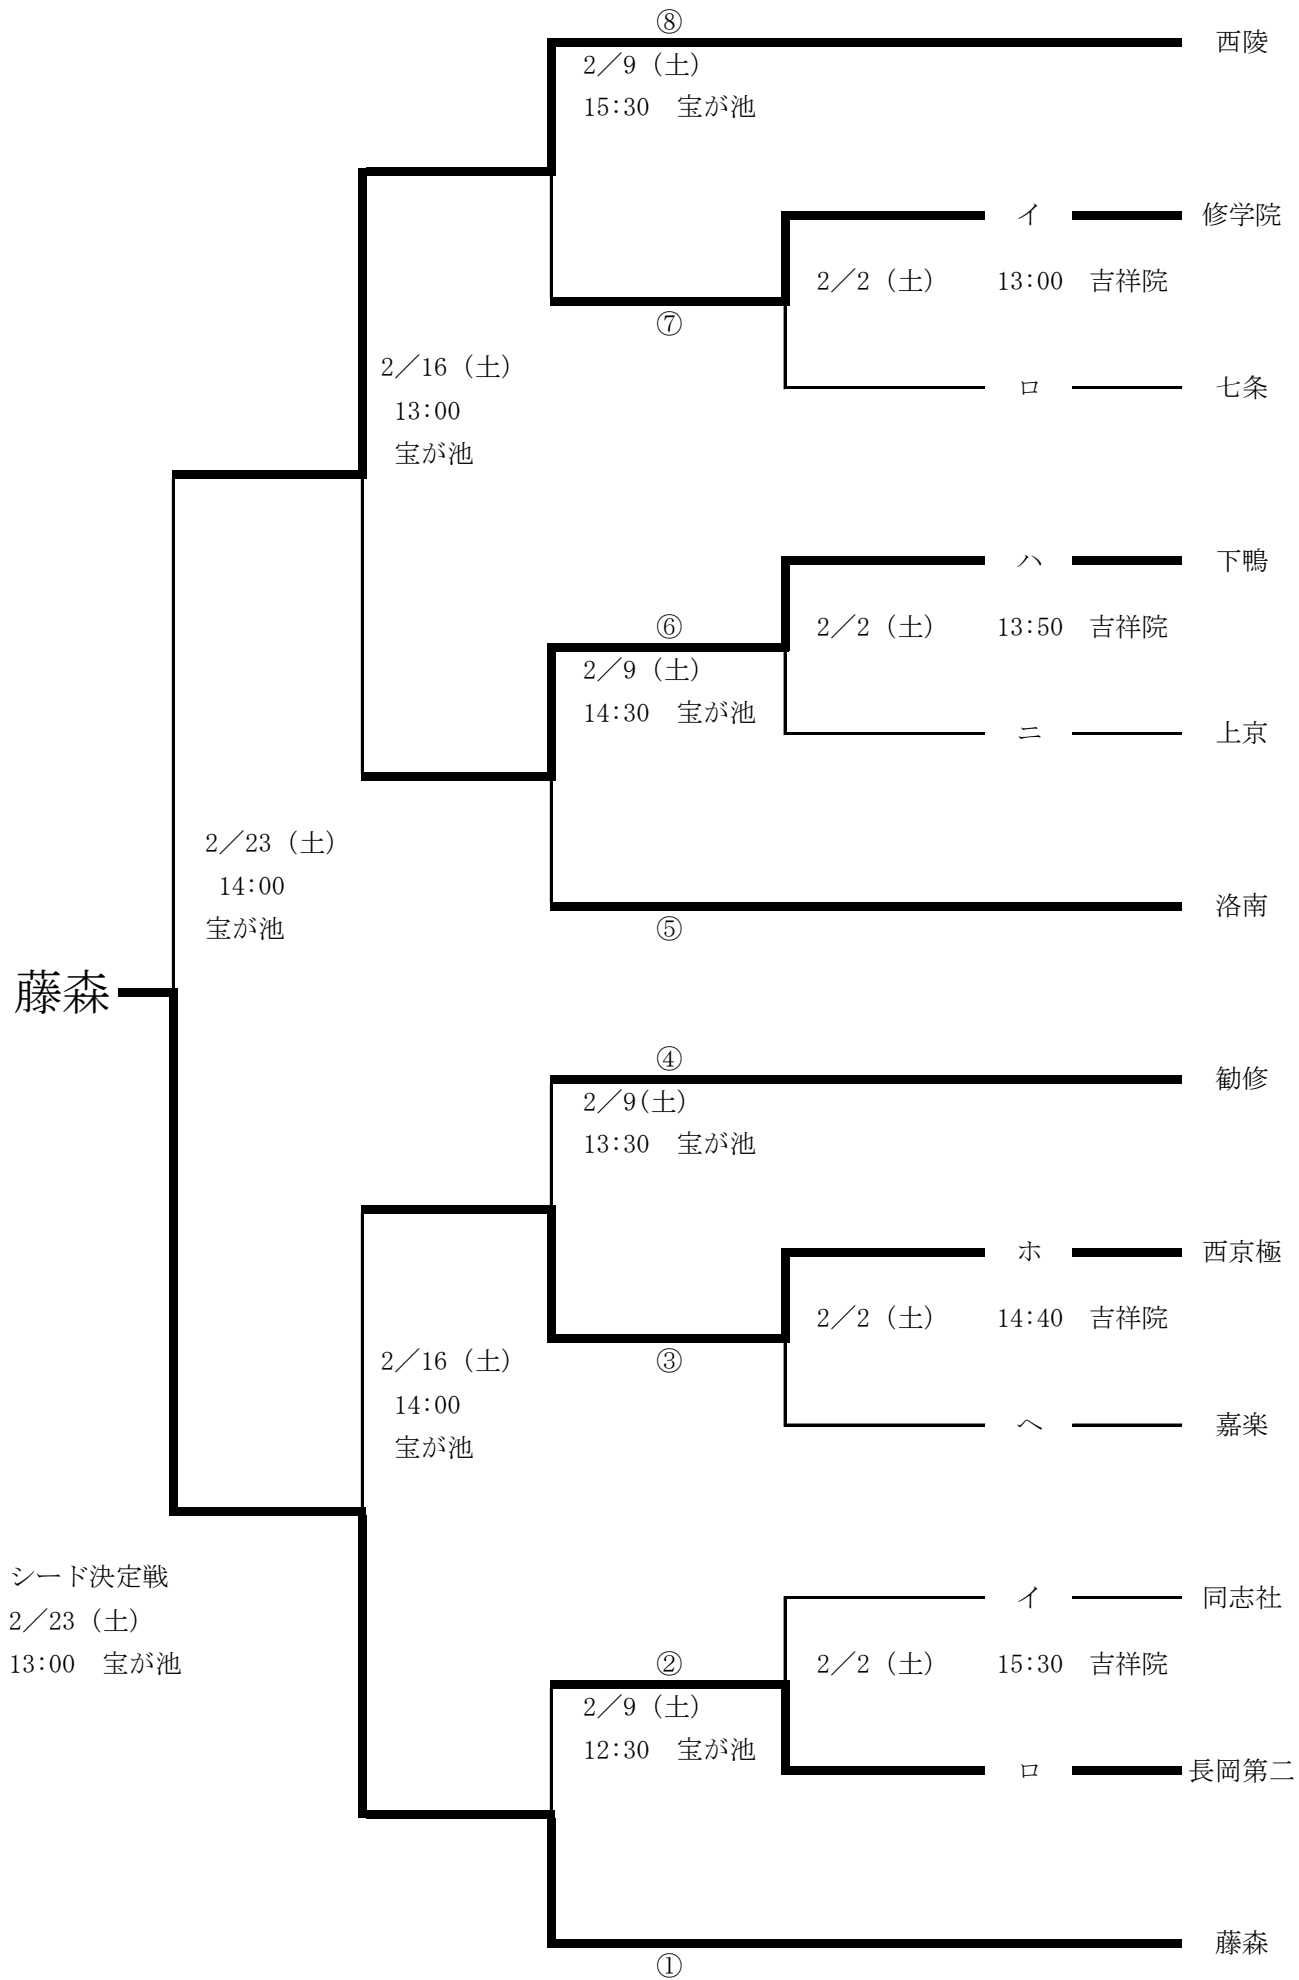 ⑧
西陵
2／9（土）
15:30　宝が池
イ
修学院
2／2（土）　13:00　吉祥院
⑦
2／16（土）
13:00
宝が池
ロ
七条
ハ
下鴨
⑥
2／2（土）　13:50　吉祥院
2／9（土）
14:30　宝が池
ニ
上京
2／23（土）
14:00
宝が池
洛南
⑤
藤森
④
勧修
2／9(土)
13:30　宝が池
ホ
西京極
2／2（土）　14:40　吉祥院
③
2／16（土）
14:00
宝が池
ヘ
嘉楽
シード決定戦
2／23（土）
13:00　宝が池
イ
同志社
②
2／2（土）　15:30　吉祥院
2／9（土）
12:30　宝が池
ロ
長岡第二
藤森
①